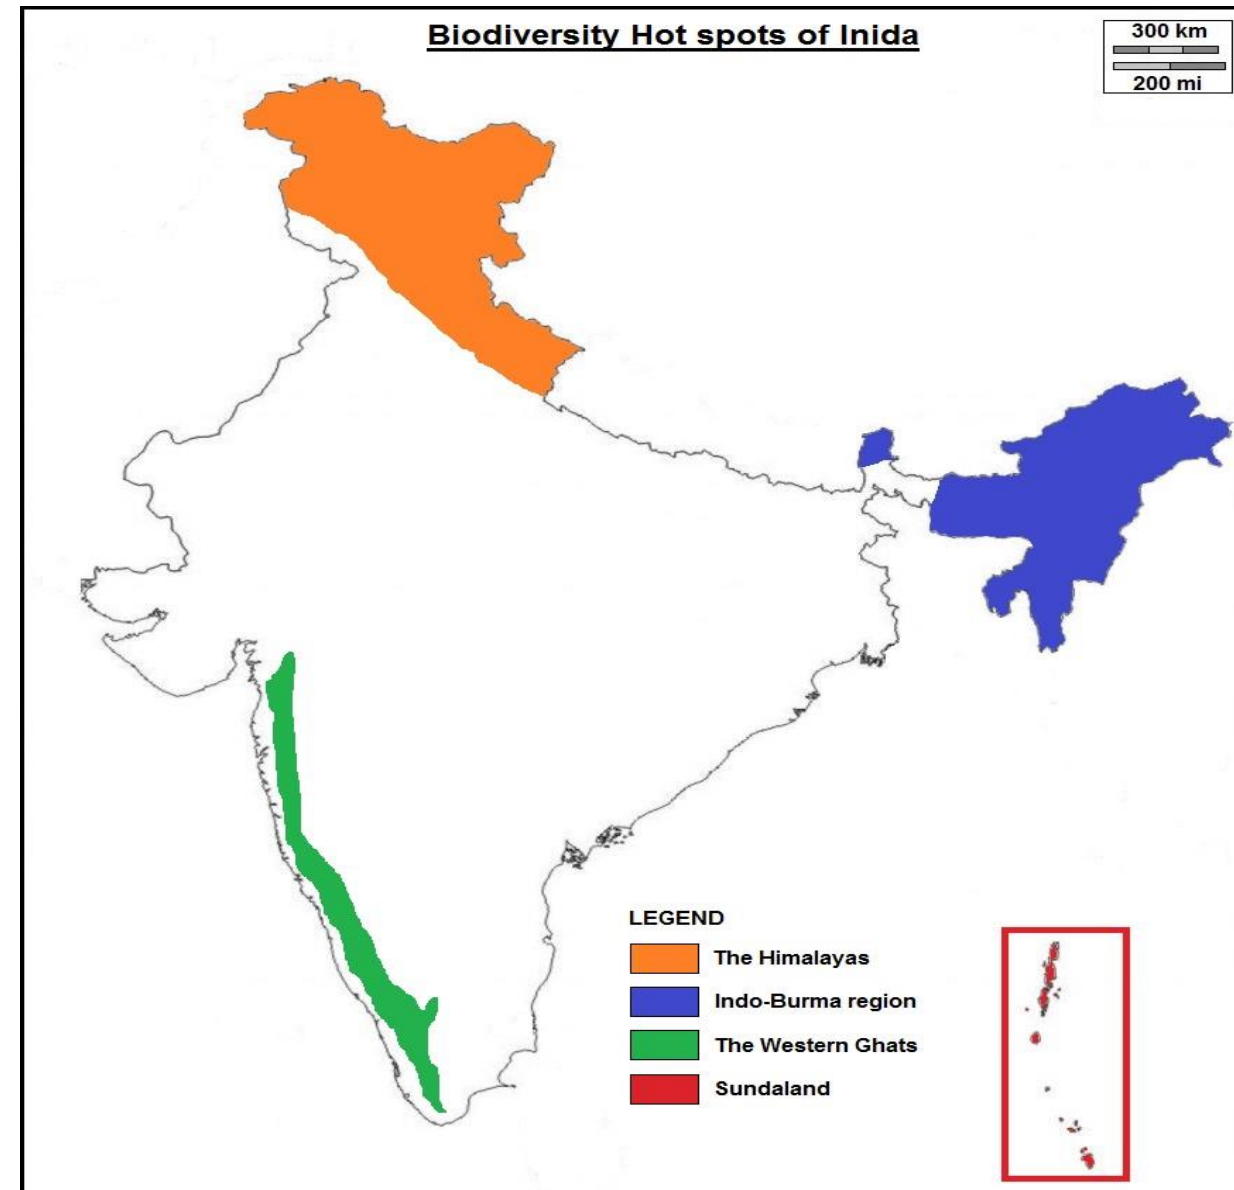 Biodiversity Hot spots of Inida
300 km
200 mi
LEGEND
The Himalayas
Indo-Burma region
The Western Ghats
Sundaland